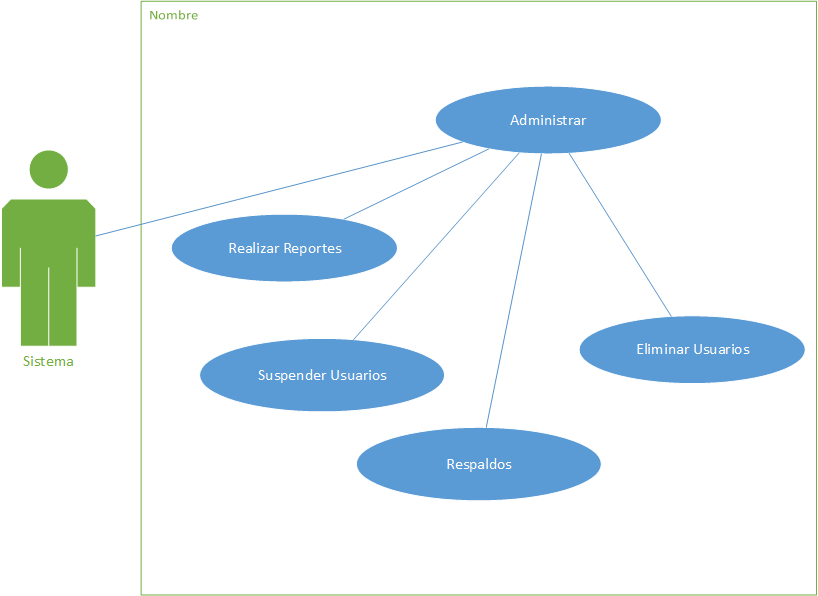 Nombre
Administrar
Realizar Reportes
Eliminar Usuarios
Sistema
Suspender Usuarios
Respaldos